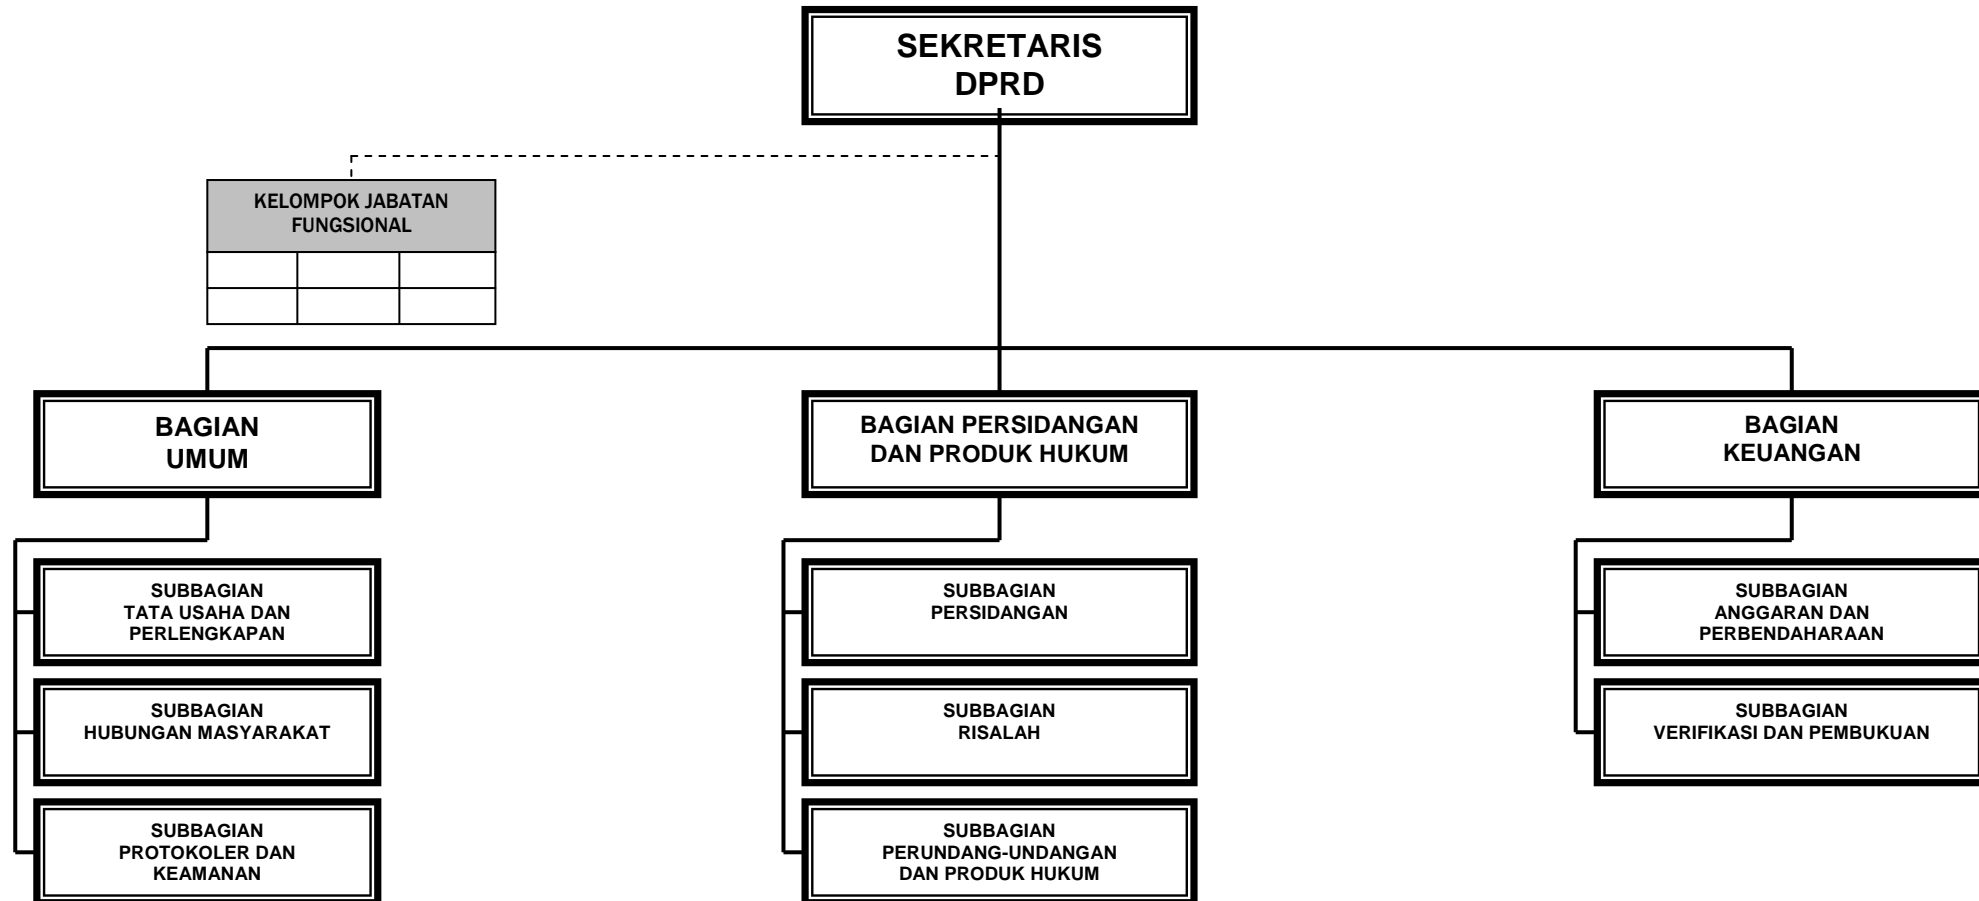 SEKRETARIS
DPRD
KELOMPOK JABATAN
FUNGSIONAL
BAGIAN
UMUM
BAGIAN PERSIDANGAN
DAN PRODUK HUKUM
BAGIAN
KEUANGAN
SUBBAGIAN
TATA USAHA DAN
PERLENGKAPAN
SUBBAGIAN
PERSIDANGAN
SUBBAGIAN
ANGGARAN DAN
PERBENDAHARAAN
SUBBAGIAN
HUBUNGAN MASYARAKAT
SUBBAGIAN
RISALAH
SUBBAGIAN
VERIFIKASI DAN PEMBUKUAN
SUBBAGIAN
PROTOKOLER DAN
KEAMANAN
SUBBAGIAN
PERUNDANG-UNDANGAN
DAN PRODUK HUKUM